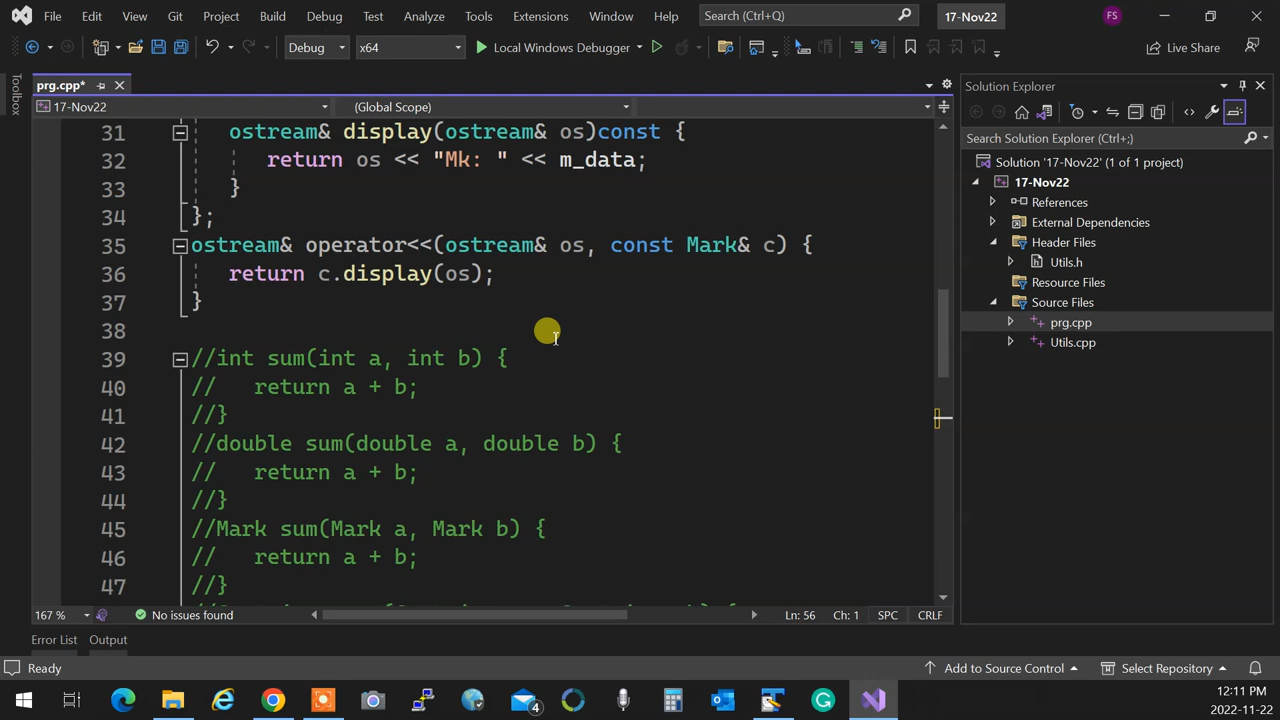 File Edit View Git Project Build Debug Test Analyze Tools Extensions Window Help Search (Ctrl+Q) 17-Nov22 FS
Debug x64 Local Windows Debugger Live Share
Toolbox
prg.cpp*
17-Nov22 (Global Scope)
31 ostream& display(ostream& os)const {
32 return os << "Mk: " << m_data;
33 }
34 };
35 ostream& operator<<(ostream& os, const Mark& c) {
36 return c.display(os);
37 }
38
39 //int sum(int a, int b) {
40 // return a + b;
41 //}
42 //double sum(double a, double b) {
43 // return a + b;
44 //}
45 //Mark sum(Mark a, Mark b) {
46 // return a + b;
47 //}
167 % No issues found Ln: 56 Ch: 1 SPC CRLF
Solution Explorer
Search Solution Explorer (Ctrl+;)
Solution '17-Nov22' (1 of 1 project)
17-Nov22
References
External Dependencies
Header Files
Utils.h
Resource Files
Source Files
prg.cpp
Utils.cpp
Error List Output
Ready Add to Source Control Select Repository
4
12:11 PM
2022-11-22